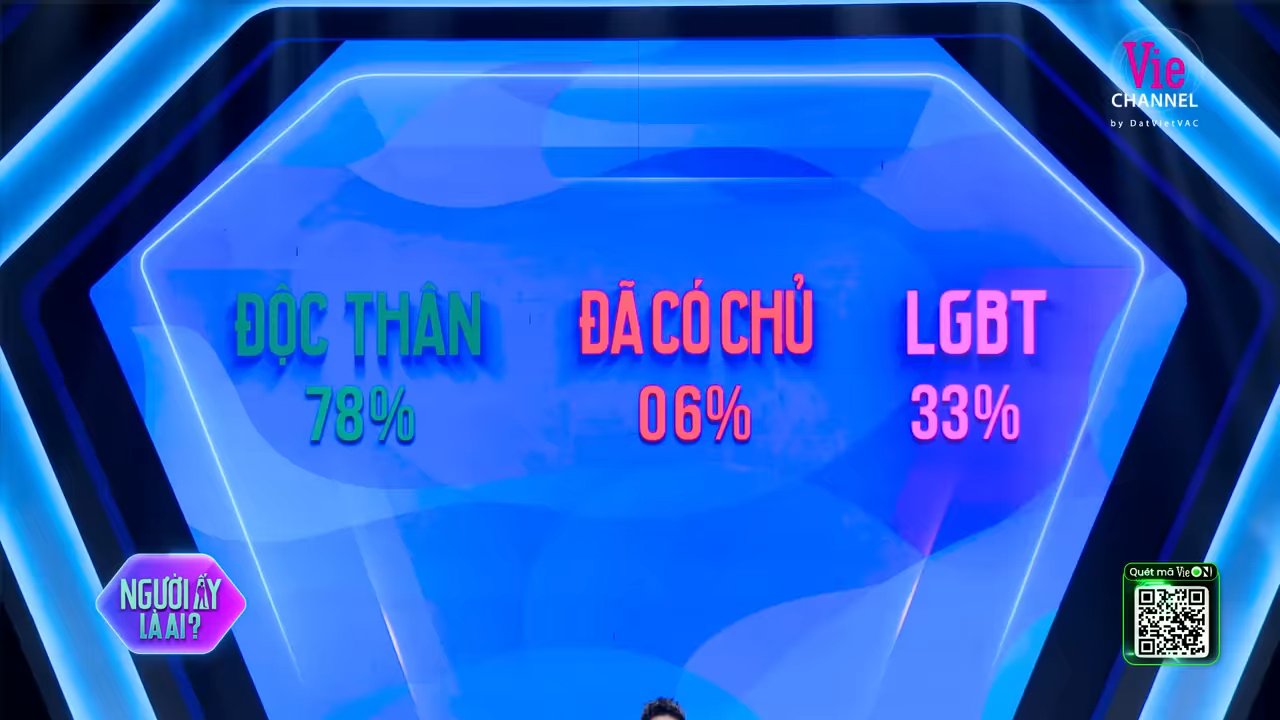 Vie
CHANNEL
by DatVietVAC
ĐỘC THÂN
ĐÃ CÓ CHỦ
LGBT
78%
06%
33%
NGƯỜI ẤY
LÀ AI?
Quét mã VieON